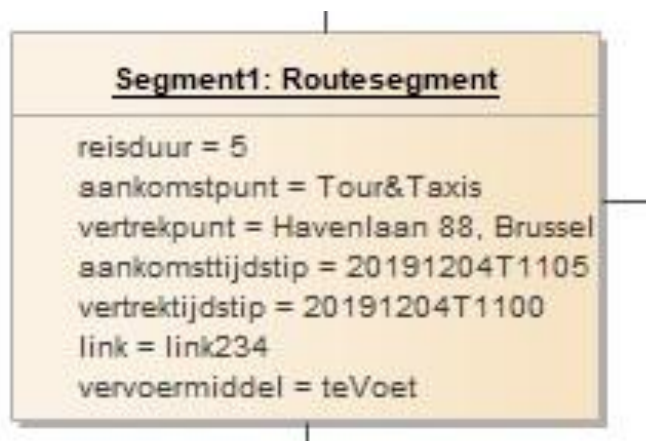 Segment1: Routesegment
reisduur = 5
aankomstpunt = Tour&Taxis
vertrekpunt = Havenlaan 88, Brussel
aankomsttijdstip = 20191204T1105
vertrektijdstip = 20191204T1100
link = link234
vervoermiddel = teVoet